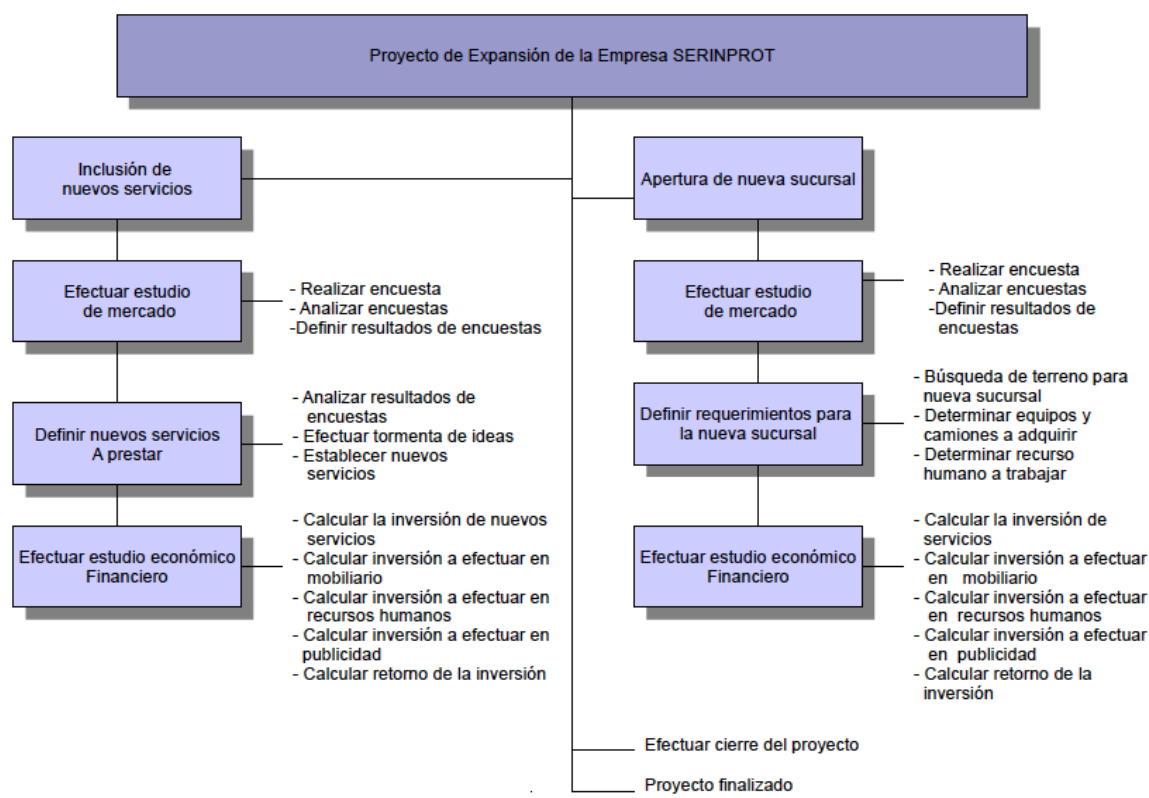 Proyecto de Expansión de la Empresa SERINPROT
Inclusión de
nuevos servicios
Efectuar estudio
de mercado
- Realizar encuesta
- Analizar encuestas
-Definir resultados de encuestas
Definir nuevos servicios
A prestar
- Analizar resultados de
encuestas
- Efectuar tormenta de ideas
- Establecer nuevos
servicios
Efectuar estudio económico
Financiero
- Calcular la inversión de nuevos
servicios
- Calcular inversión a efectuar en
mobiliario
- Calcular inversión a efectuar en
recursos humanos
- Calcular inversión a efectuar en
publicidad
- Calcular retorno de la inversión
Apertura de nueva sucursal
Efectuar estudio
de mercado
- Realizar encuesta
- Analizar encuestas
-Definir resultados de
encuestas
Definir requerimientos para
la nueva sucursal
- Búsqueda de terreno para
nueva sucursal
- Determinar equipos y
camiones a adquirir
- Determinar recurso
humano a trabajar
Efectuar estudio económico
Financiero
- Calcular la inversión de
servicios
- Calcular inversión a efectuar
en mobiliario
- Calcular inversión a efectuar
en recursos humanos
- Calcular inversión a efectuar
en publicidad
- Calcular retorno de la
inversión
Efectuar cierre del proyecto
Proyecto finalizado